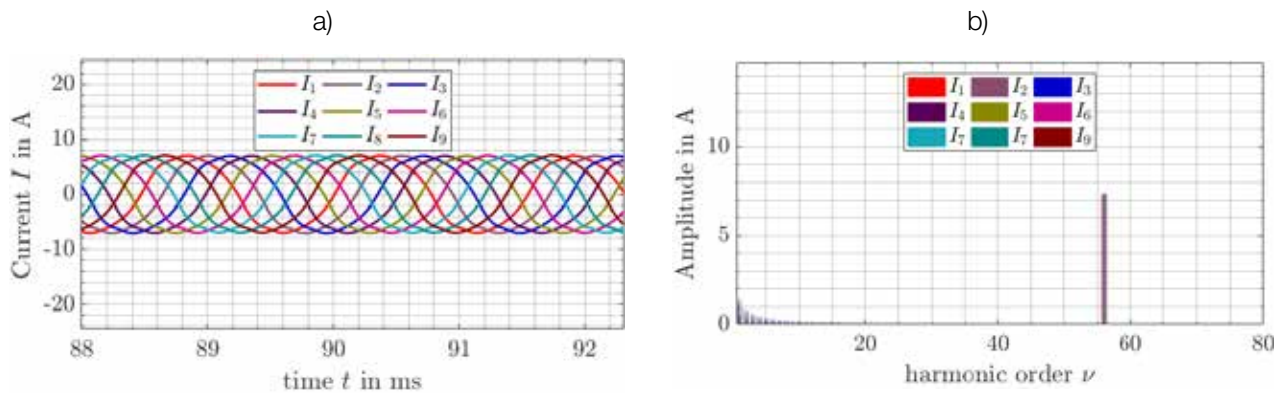 a)
b)
I₁ I₂ I₃
I₄ I₅ I₆
I₇ I₈ I₉
Current I in A
20
10
0
-10
-20
88 89 90 91 92
time t in ms
I₁ I₂ I₃
I₄ I₅ I₆
I₇ I₇ I₉
Amplitude in A
10
5
0
20 40 60 80
harmonic order ν